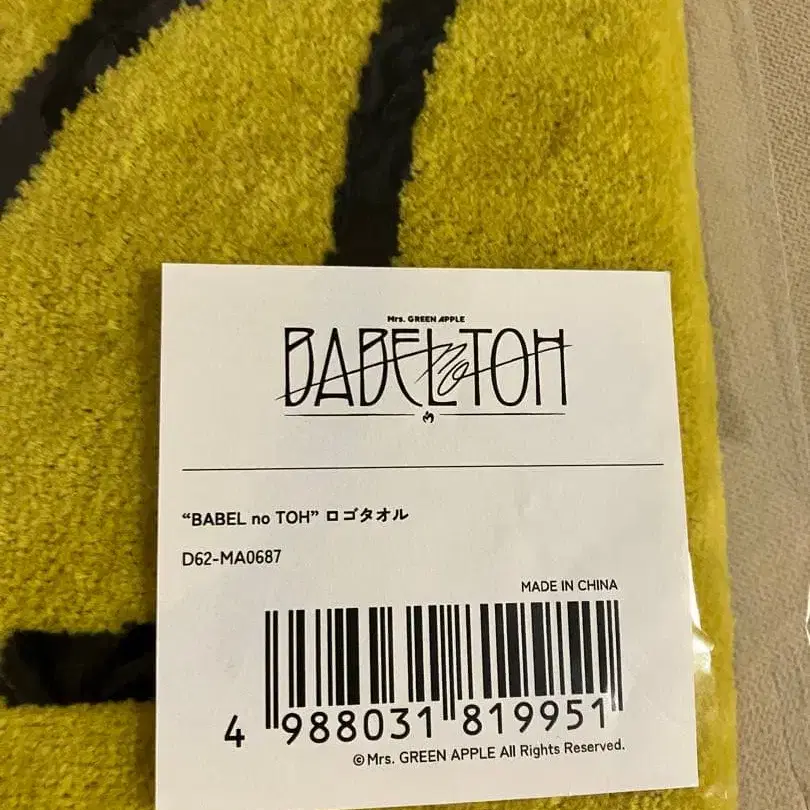 Mrs. GREEN APPLE
BABEL no TOH
“BABEL no TOH” ロゴタオル
D62-MA0687
MADE IN CHINA
4 988031 819951
©Mrs. GREEN APPLE All Rights Reserved.